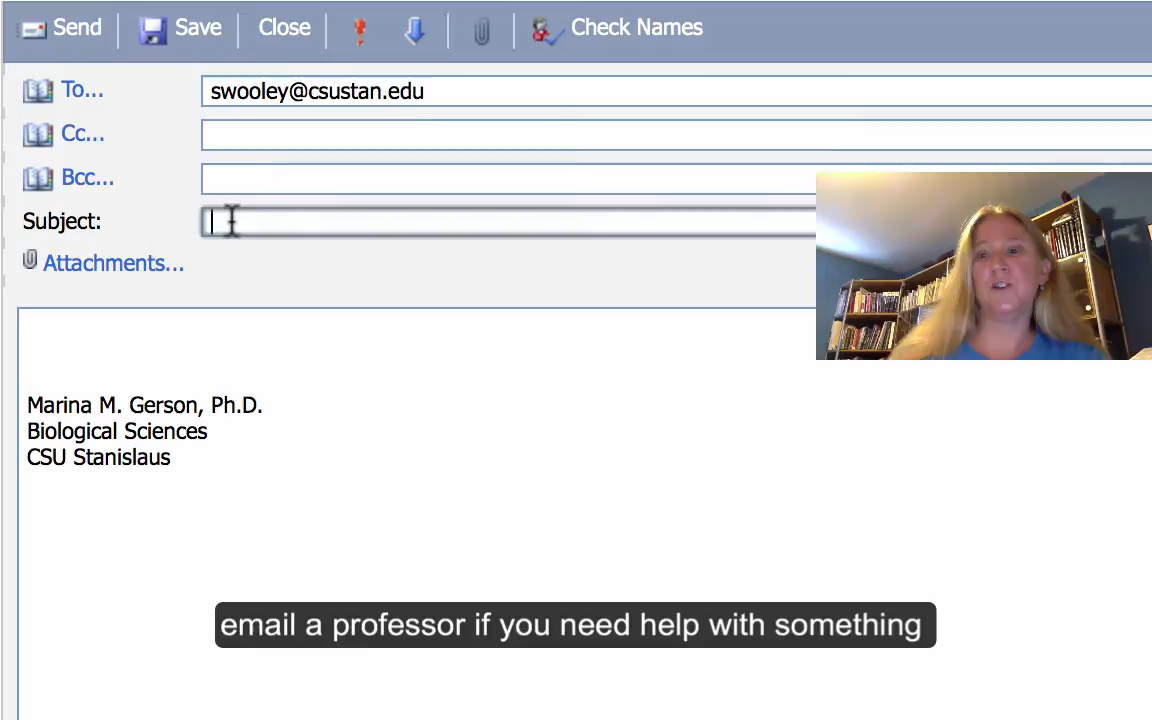 Send Save Close Check Names
To... swooley@csustan.edu
Cc...
Bcc...
Subject:
Attachments...
Marina M. Gerson, Ph.D.
Biological Sciences
CSU Stanislaus
email a professor if you need help with something